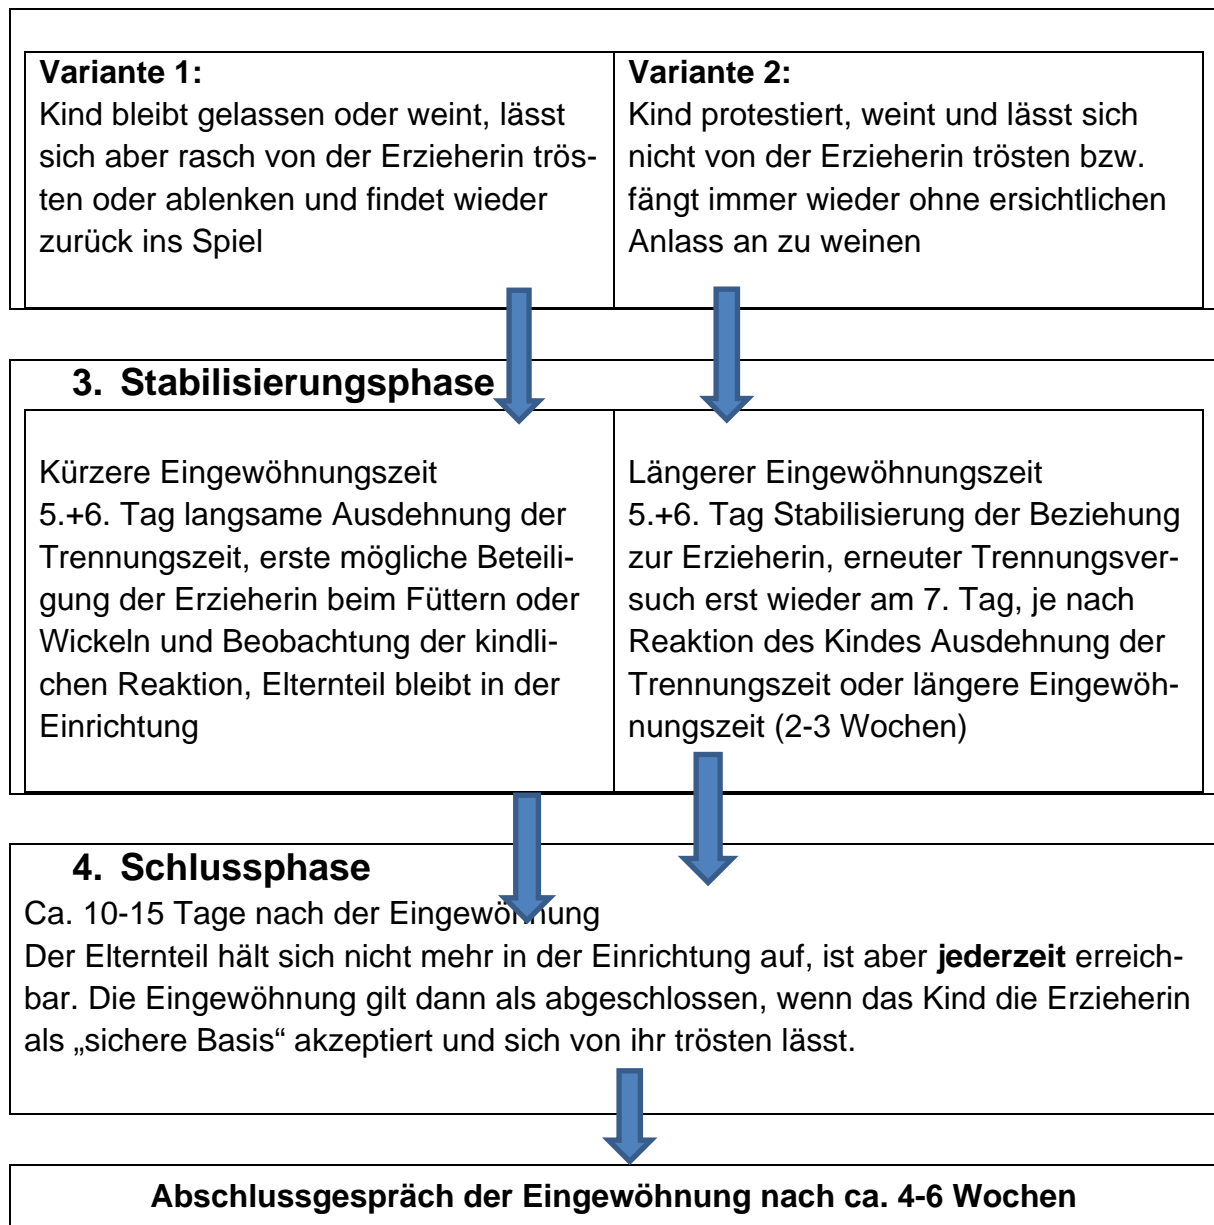 Variante 1:
Kind bleibt gelassen oder weint, lässt
sich aber rasch von der Erzieherin trös-
ten oder ablenken und findet wieder
zurück ins Spiel
Variante 2:
Kind protestiert, weint und lässt sich
nicht von der Erzieherin trösten bzw.
fängt immer wieder ohne ersichtlichen
Anlass an zu weinen
3. Stabilisierungsphase
Kürzere Eingewöhnungszeit
5.+6. Tag langsame Ausdehnung der
Trennungszeit, erste mögliche Beteili-
gung der Erzieherin beim Füttern oder
Wickeln und Beobachtung der kindli-
chen Reaktion, Elternteil bleibt in der
Einrichtung
Längerer Eingewöhnungszeit
5.+6. Tag Stabilisierung der Beziehung
zur Erzieherin, erneuter Trennungsver-
such erst wieder am 7. Tag, je nach
Reaktion des Kindes Ausdehnung der
Trennungszeit oder längere Eingewöh-
nungszeit (2-3 Wochen)
4. Schlussphase
Ca. 10-15 Tage nach der Eingewöhnung
Der Elternteil hält sich nicht mehr in der Einrichtung auf, ist aber jederzeit erreich-
bar. Die Eingewöhnung gilt dann als abgeschlossen, wenn das Kind die Erzieherin
als „sichere Basis“ akzeptiert und sich von ihr trösten lässt.
Abschlussgespräch der Eingewöhnung nach ca. 4-6 Wochen